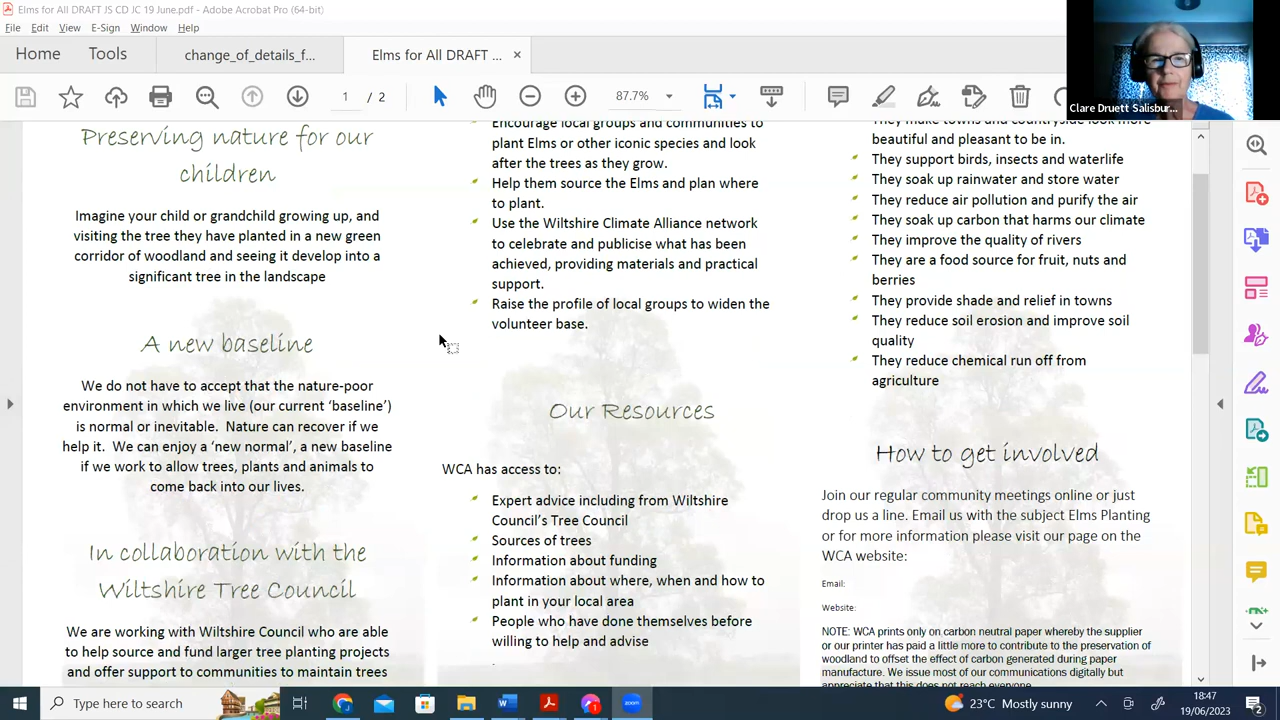 Elms for All DRAFT JS CD JC 19 June.pdf - Adobe Acrobat Pro (64-bit)
File Edit View E-Sign Window Help
Home Tools change_of_details_f... Elms for All DRAFT ... ×
1 / 2 87.7%
Clare Druett Salisbur...
Preserving nature for our
children
Imagine your child or grandchild growing up, and
visiting the tree they have planted in a new green
corridor of woodland and seeing it develop into a
significant tree in the landscape
A new baseline
We do not have to accept that the nature-poor
environment in which we live (our current ‘baseline’)
is normal or inevitable. Nature can recover if we
help it. We can enjoy a ‘new normal’, a new baseline
if we work to allow trees, plants and animals to
come back into our lives.
In collaboration with the
Wiltshire Tree Council
We are working with Wiltshire Council who are able
to help source and fund larger tree planting projects
and offer support to communities to maintain trees
Encourage local groups and communities to
plant Elms or other iconic species and look
after the trees as they grow.
Help them source the Elms and plan where
to plant.
Use the Wiltshire Climate Alliance network
to celebrate and publicise what has been
achieved, providing materials and practical
support.
Raise the profile of local groups to widen the
volunteer base.
Our Resources
WCA has access to:
Expert advice including from Wiltshire
Council’s Tree Council
Sources of trees
Information about funding
Information about where, when and how to
plant in your local area
People who have done themselves before
willing to help and advise
.
They make towns and countryside look more
beautiful and pleasant to be in.
They support birds, insects and waterlife
They soak up rainwater and store water
They reduce air pollution and purify the air
They soak up carbon that harms our climate
They improve the quality of rivers
They are a food source for fruit, nuts and
berries
They provide shade and relief in towns
They reduce soil erosion and improve soil
quality
They reduce chemical run off from
agriculture
How to get involved
Join our regular community meetings online or just
drop us a line. Email us with the subject Elms Planting
or for more information please visit our page on the
WCA website:
Email:
Website:
NOTE: WCA prints only on carbon neutral paper whereby the supplier
or our printer has paid a little more to contribute to the preservation of
woodland to offset the effect of carbon generated during paper
manufacture. We issue most of our communications digitally but
appreciate that this does not reach everyone.
Type here to search
zoom
23°C Mostly sunny
18:47
19/06/2023
2